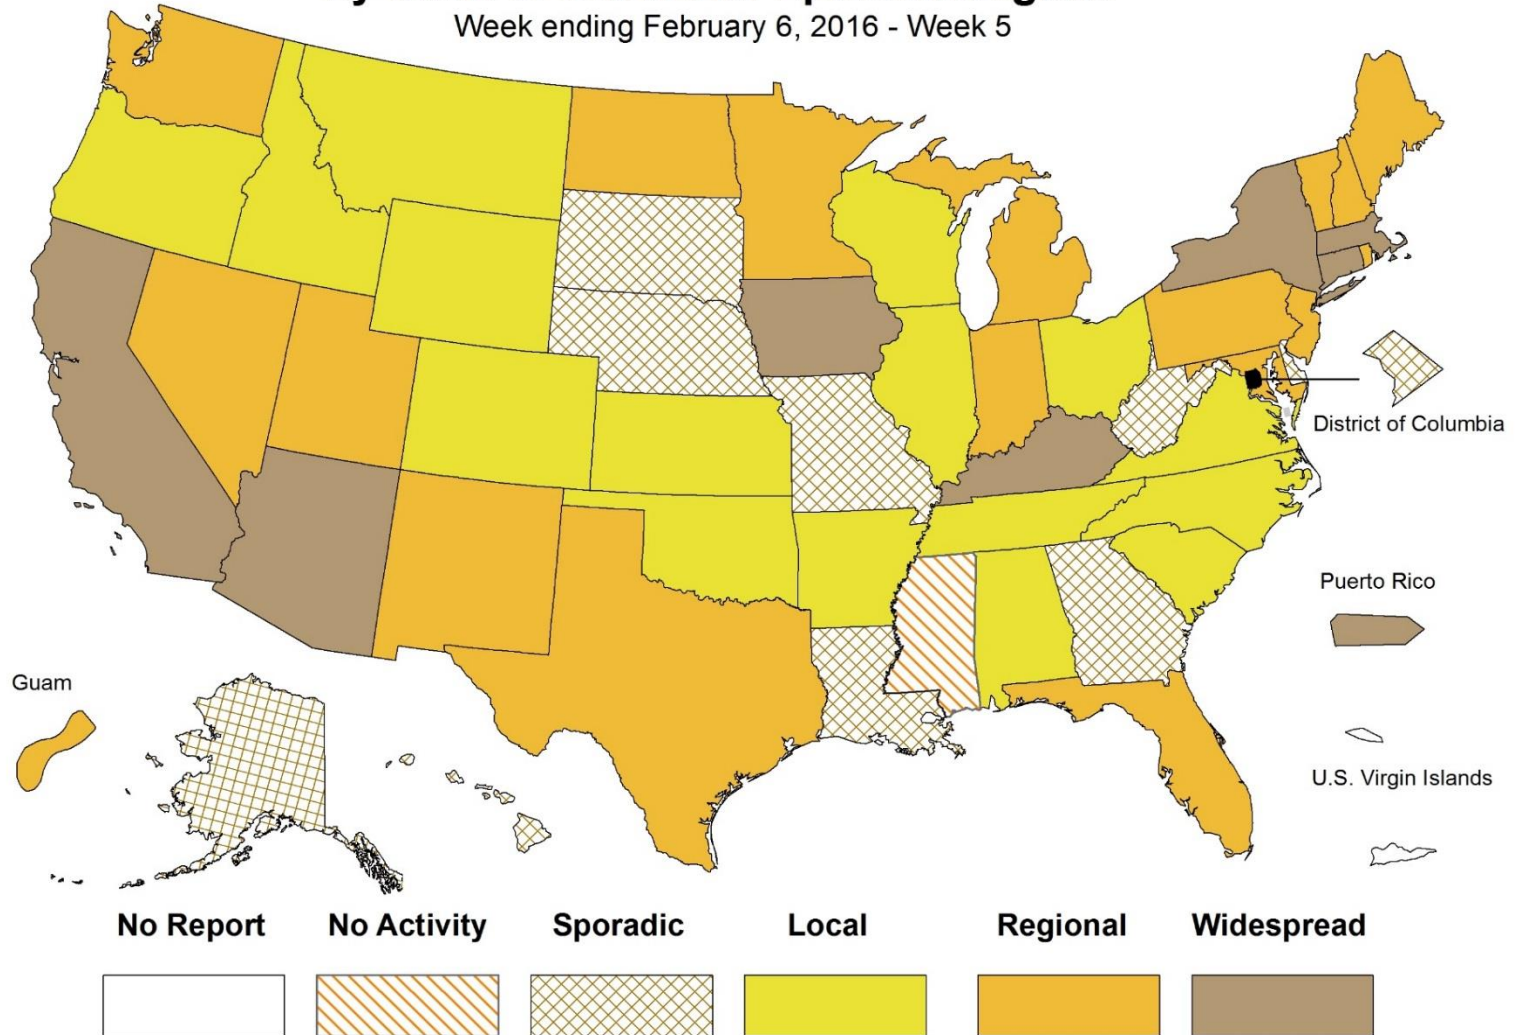 Week ending February 6, 2016 - Week 5
District of Columbia
Puerto Rico
Guam
U.S. Virgin Islands
No Report No Activity Sporadic Local Regional Widespread